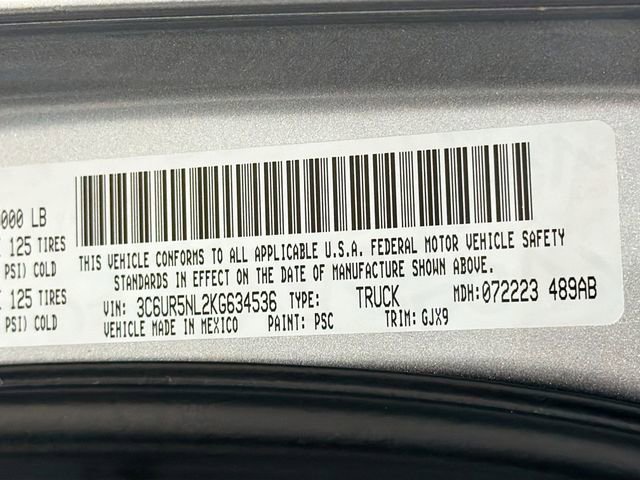 000 LB
125 TIRES
PSI) COLD
125 TIRES
PSI) COLD
THIS VEHICLE CONFORMS TO ALL APPLICABLE U.S.A. FEDERAL MOTOR VEHICLE SAFETY
STANDARDS IN EFFECT ON THE DATE OF MANUFACTURE SHOWN ABOVE.
VIN: 3C6UR5NL2KG634536 TYPE: TRUCK MDH:072223 489AB
VEHICLE MADE IN MEXICO PAINT: PSC TRIM: GJX9